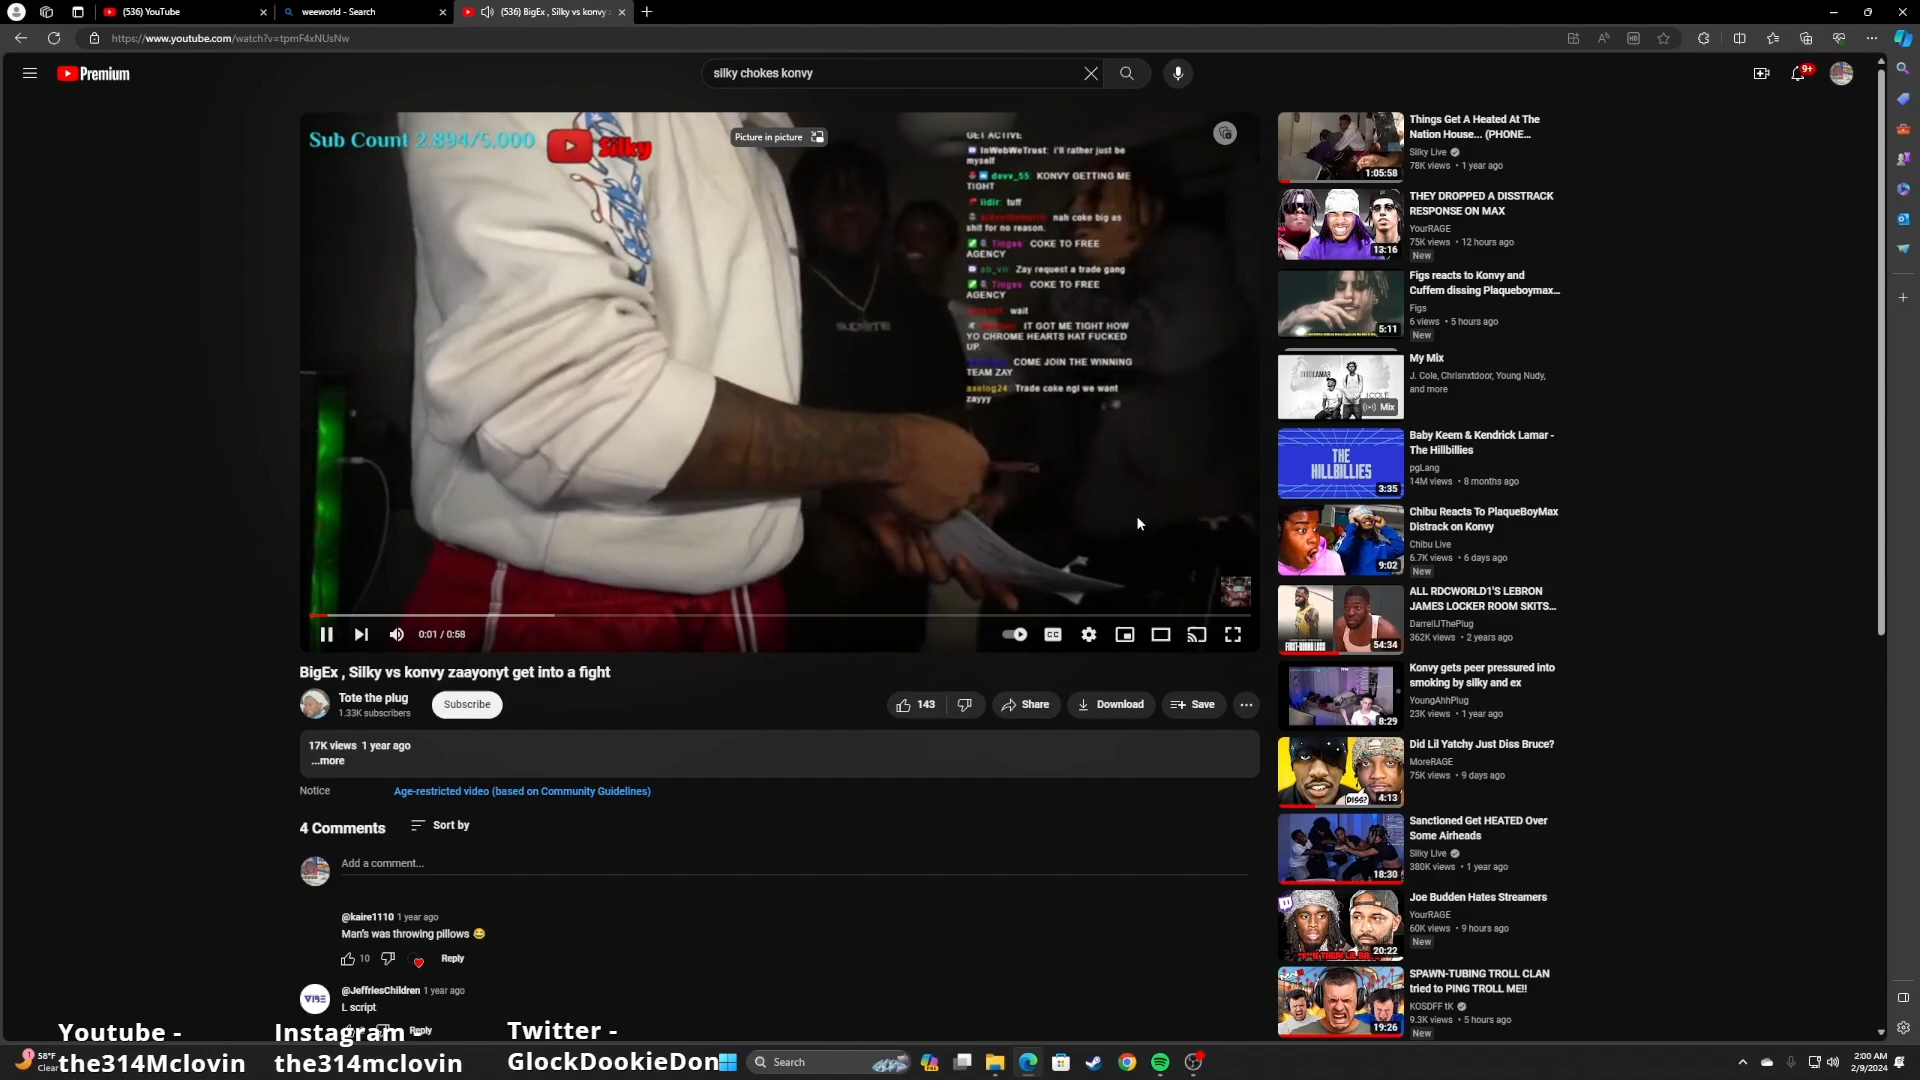 (536) YouTube
weeworld - Search
(536) BigEx , Silky vs konvy
https://www.youtube.com/watch?v=tpmF4xNUsNw
Premium
silky chokes konvy
9+
Sub Count 2.894/5,000
Silky
Picture in picture
GET ACTIVE
InWebWeTrust: i'll rather just be
myself
devv_55: KONVY GETTING ME
TIGHT
lidir: tuff
nah coke big as
shit for no reason.
Tingss COKE TO FREE
AGENCY
ab_vii: Zay request a trade gang
Tingss COKE TO FREE
AGENCY
wait
IT GOT ME TIGHT HOW
YO CHROME HEARTS HAT FUCKED
UP.
COME JOIN THE WINNING
TEAM ZAY
axelog24: Trade coke ngl we want
zayyy
supreme
0:01 / 0:58
CC
BigEx , Silky vs konvy zaayonyt get into a fight
Tote the plug
1.33K subscribers
Subscribe
143
Share
Download
Save
17K views 1 year ago
...more
Notice
Age-restricted video (based on Community Guidelines)
4 Comments
Sort by
Add a comment...
@kaire1110 1 year ago
Man's was throwing pillows 😂
10
Reply
VIBE
@JeffriesChildren 1 year ago
L script
Reply
Things Get A Heated At The
Nation House... (PHONE...
Silky Live
78K views • 1 year ago
1:05:58
THEY DROPPED A DISSTRACK
RESPONSE ON MAX
YourRAGE
75K views • 12 hours ago
New
13:16
Figs reacts to Konvy and
Cuffem dissing Plaqueboymax...
Figs
6 views • 5 hours ago
New
5:11
My Mix
J. Cole, Chrisnxtdoor, Young Nudy,
and more
Mix
Baby Keem & Kendrick Lamar -
The Hillbillies
pgLang
14M views • 8 months ago
THE
HILLBILLIES
3:35
Chibu Reacts To PlaqueBoyMax
Distrack on Konvy
Chibu Live
6.7K views • 6 days ago
New
9:02
ALL RDCWORLD1'S LEBRON
JAMES LOCKER ROOM SKITS...
DarrellJThePlug
362K views • 2 years ago
FIRST-ROUND LOSS
54:34
Konvy gets peer pressured into
smoking by silky and ex
YoungAhhPlug
23K views • 1 year ago
8:29
Did Lil Yatchy Just Diss Bruce?
MoreRAGE
75K views • 9 days ago
DISS?
4:13
Sanctioned Get HEATED Over
Some Airheads
Silky Live
380K views • 1 year ago
18:30
Joe Budden Hates Streamers
YourRAGE
60K views • 9 hours ago
New
20:22
SPAWN-TUBING TROLL CLAN
tried to PING TROLL ME!!
KOSDFF tK
9.3K views • 5 hours ago
New
19:26
Youtube -
the314Mclovin
Instagram -
the314mclovin
Twitter -
GlockDookieDon
1
58°F
Clear
Search
2:00 AM
2/9/2024